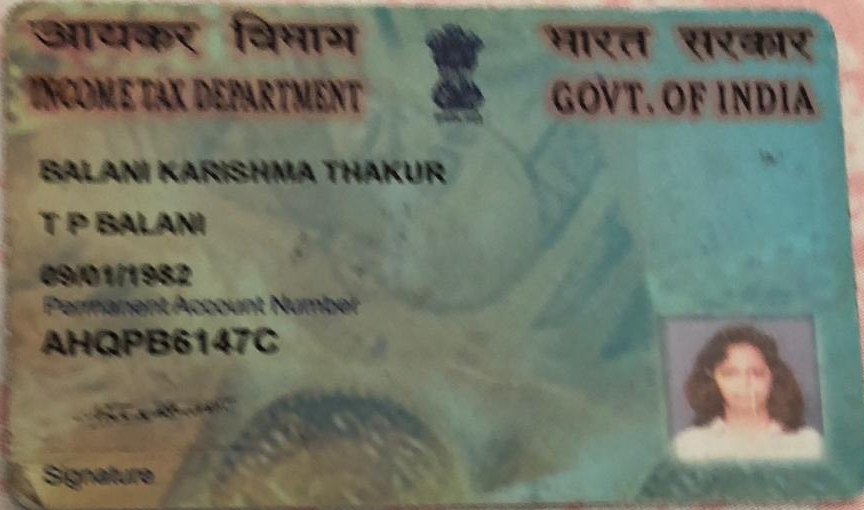 आयकर विभाग
INCOME TAX DEPARTMENT
भारत सरकार
GOVT. OF INDIA
BALANI KARISHMA THAKUR
T P BALANI
09/01/1982
Permanent Account Number
AHQPB6147C
Signature